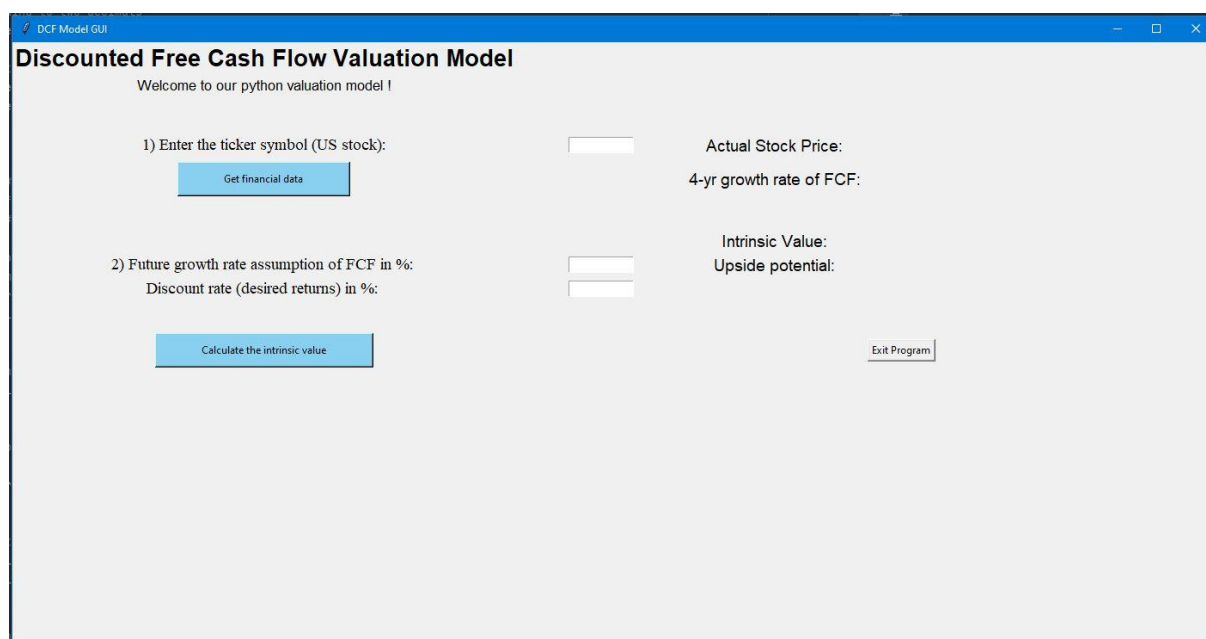 DCF Model GUI
Discounted Free Cash Flow Valuation Model
Welcome to our python valuation model !
1) Enter the ticker symbol (US stock):
Actual Stock Price:
Get financial data
4-yr growth rate of FCF:
Intrinsic Value:
2) Future growth rate assumption of FCF in %:
Upside potential:
Discount rate (desired returns) in %:
Calculate the intrinsic value
Exit Program